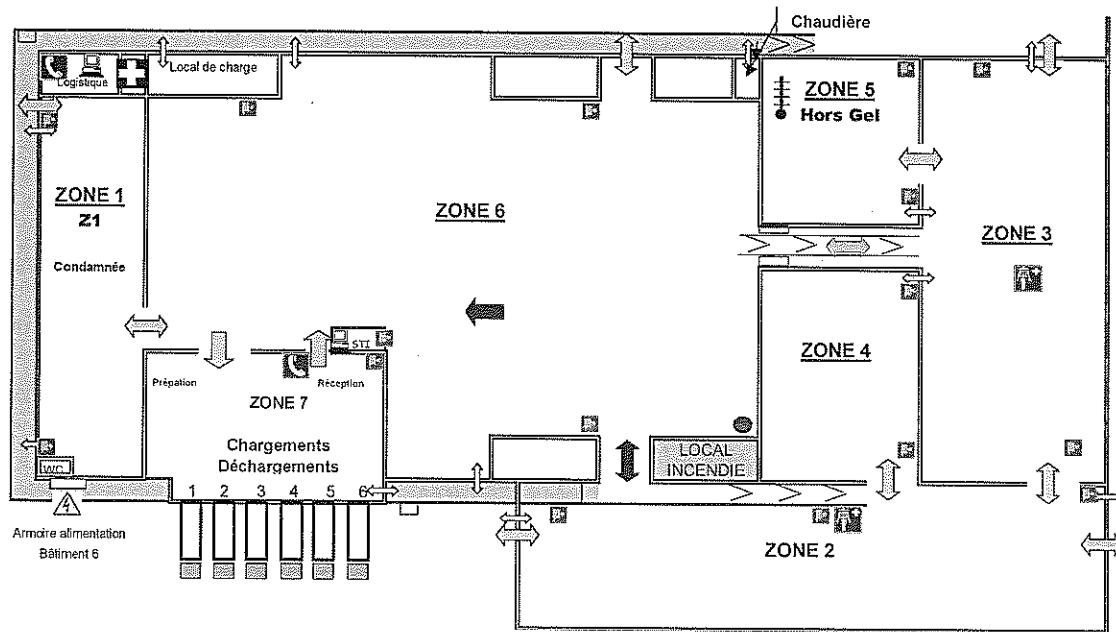 Chaudière
Logistique
Local de charge
ZONE 5
Hors Gel
ZONE 1
Z1
Condamnée
ZONE 6
ZONE 3
STI
Prépation
Réception
ZONE 7
ZONE 4
Chargements
Déchargements
LOCAL
INCENDIE
WC
1 2 3 4 5 6
Armoire alimentation
Bâtiment 6
ZONE 2